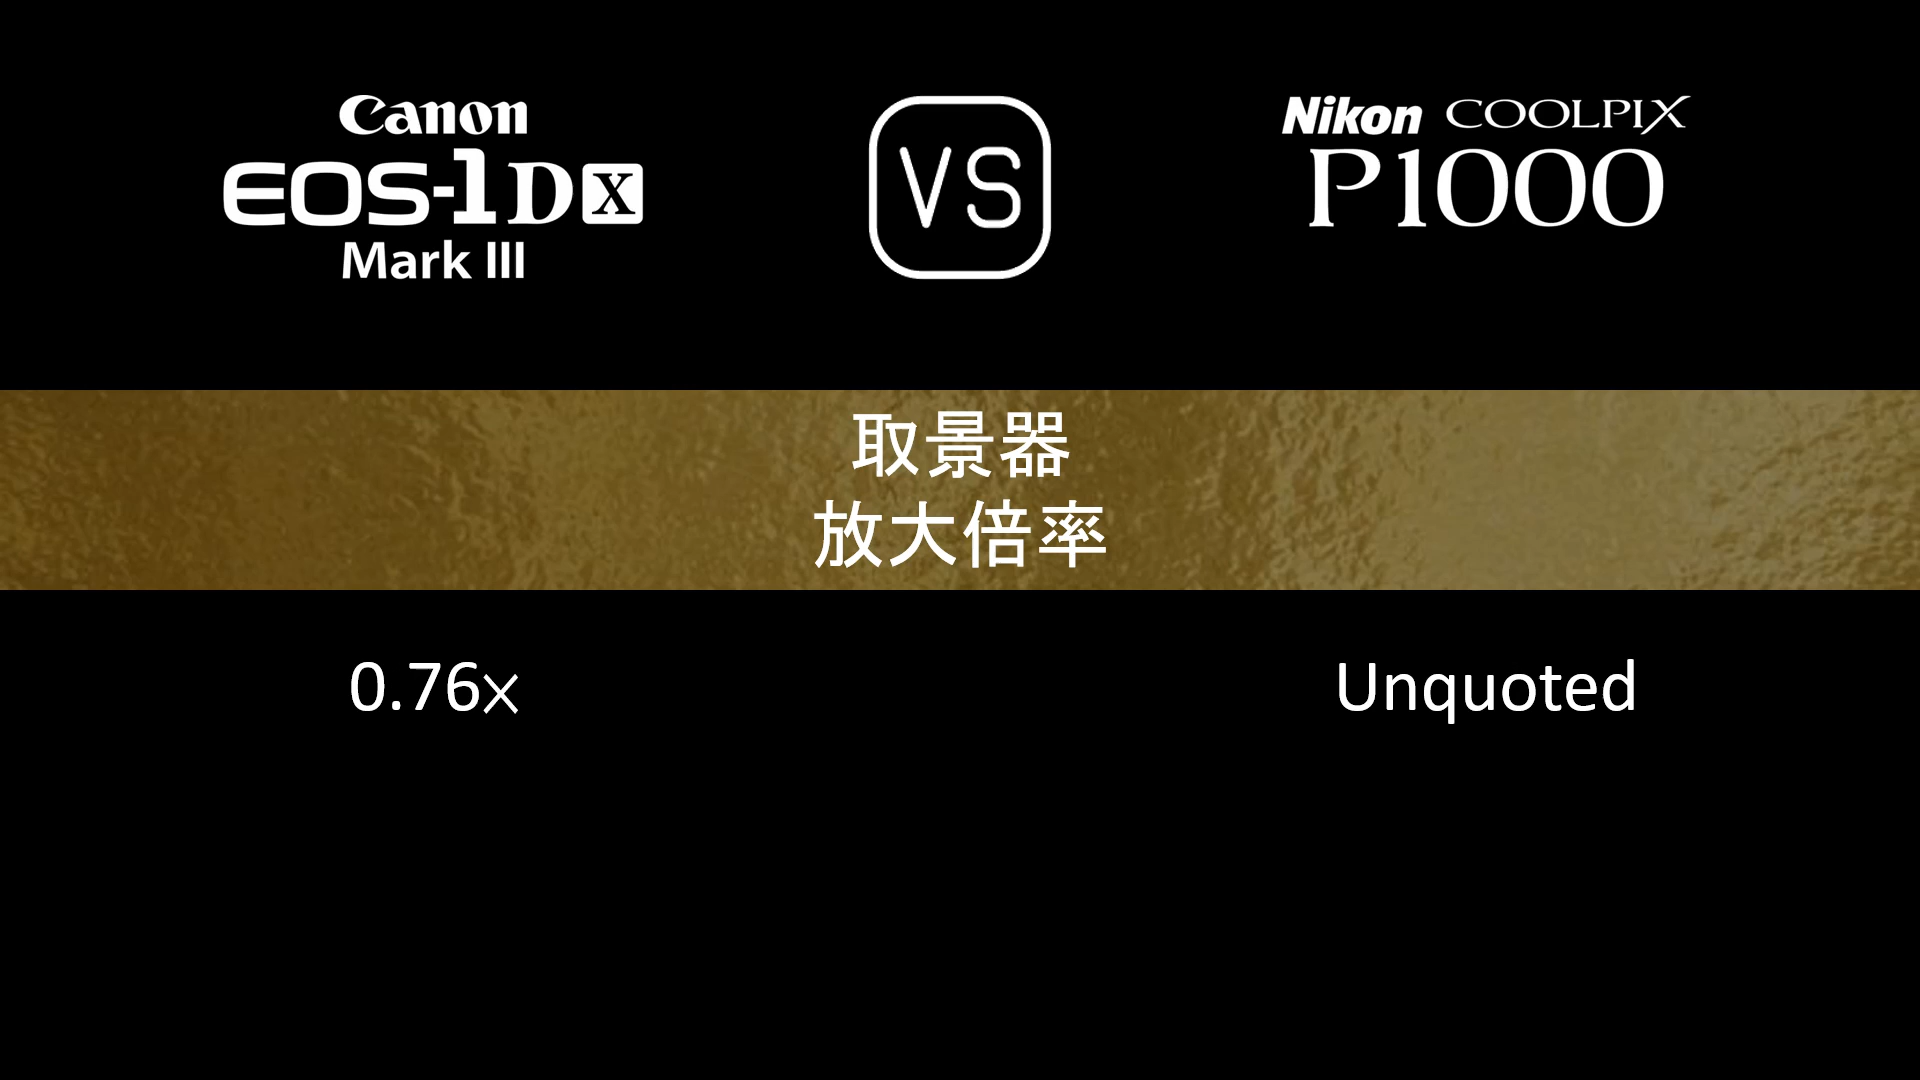 Canon
EOS-1D X
Mark III
VS
Nikon COOLPIX
P1000
取景器
放大倍率
0.76x
Unquoted